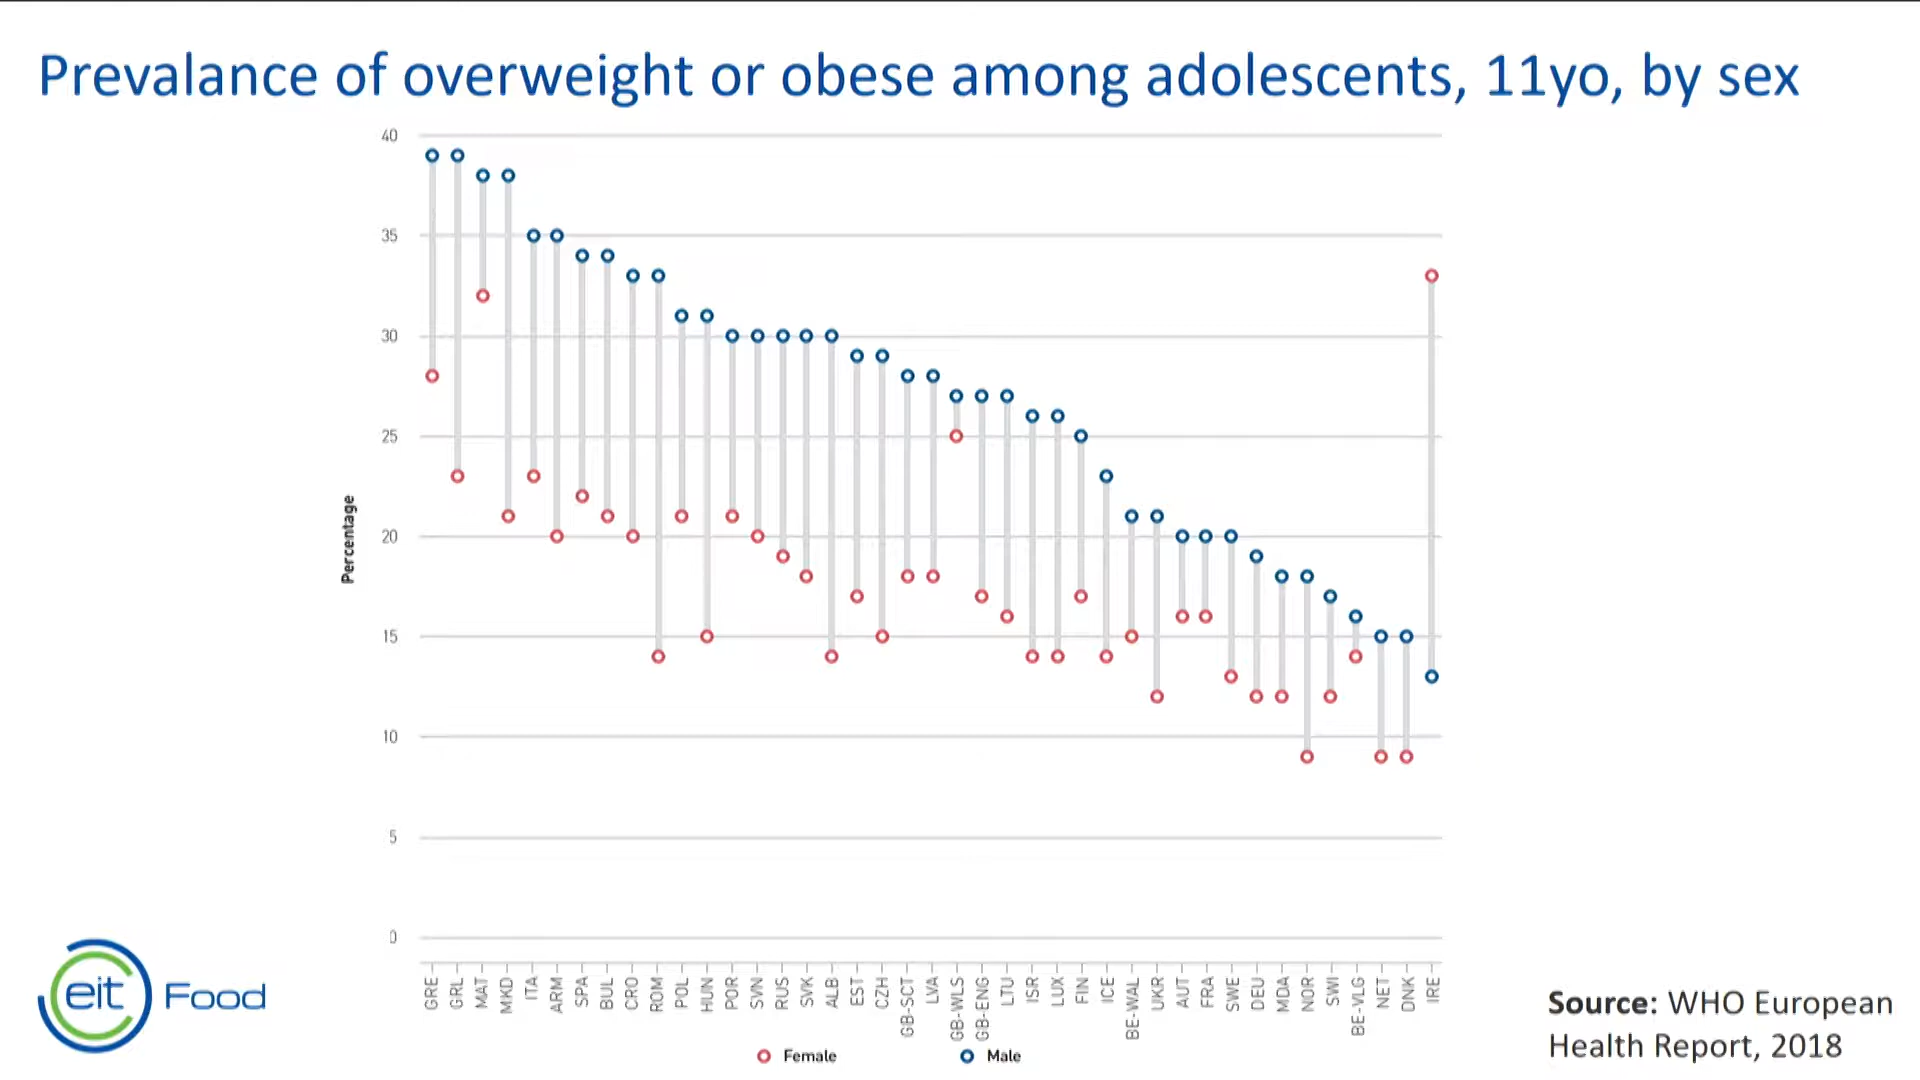 Prevalance of overweight or obese among adolescents, 11yo, by sex
40
35
30
25
20
15
10
5
0
Percentage
GRE
GRL
MAT
MKD
ITA
ARM
SPA
BUL
CRO
ROM
POL
HUN
POR
SVN
RUS
SVK
ALB
EST
CZH
GB-SCT
LVA
GB-WLS
GB-ENG
LTU
ISR
LUX
FIN
ICE
BE-WAL
UKR
AUT
FRA
SWE
DEU
MDA
NOR
SWI
BE-VLG
NET
DNK
IRE
Female
Male
eit Food
Source: WHO European
Health Report, 2018